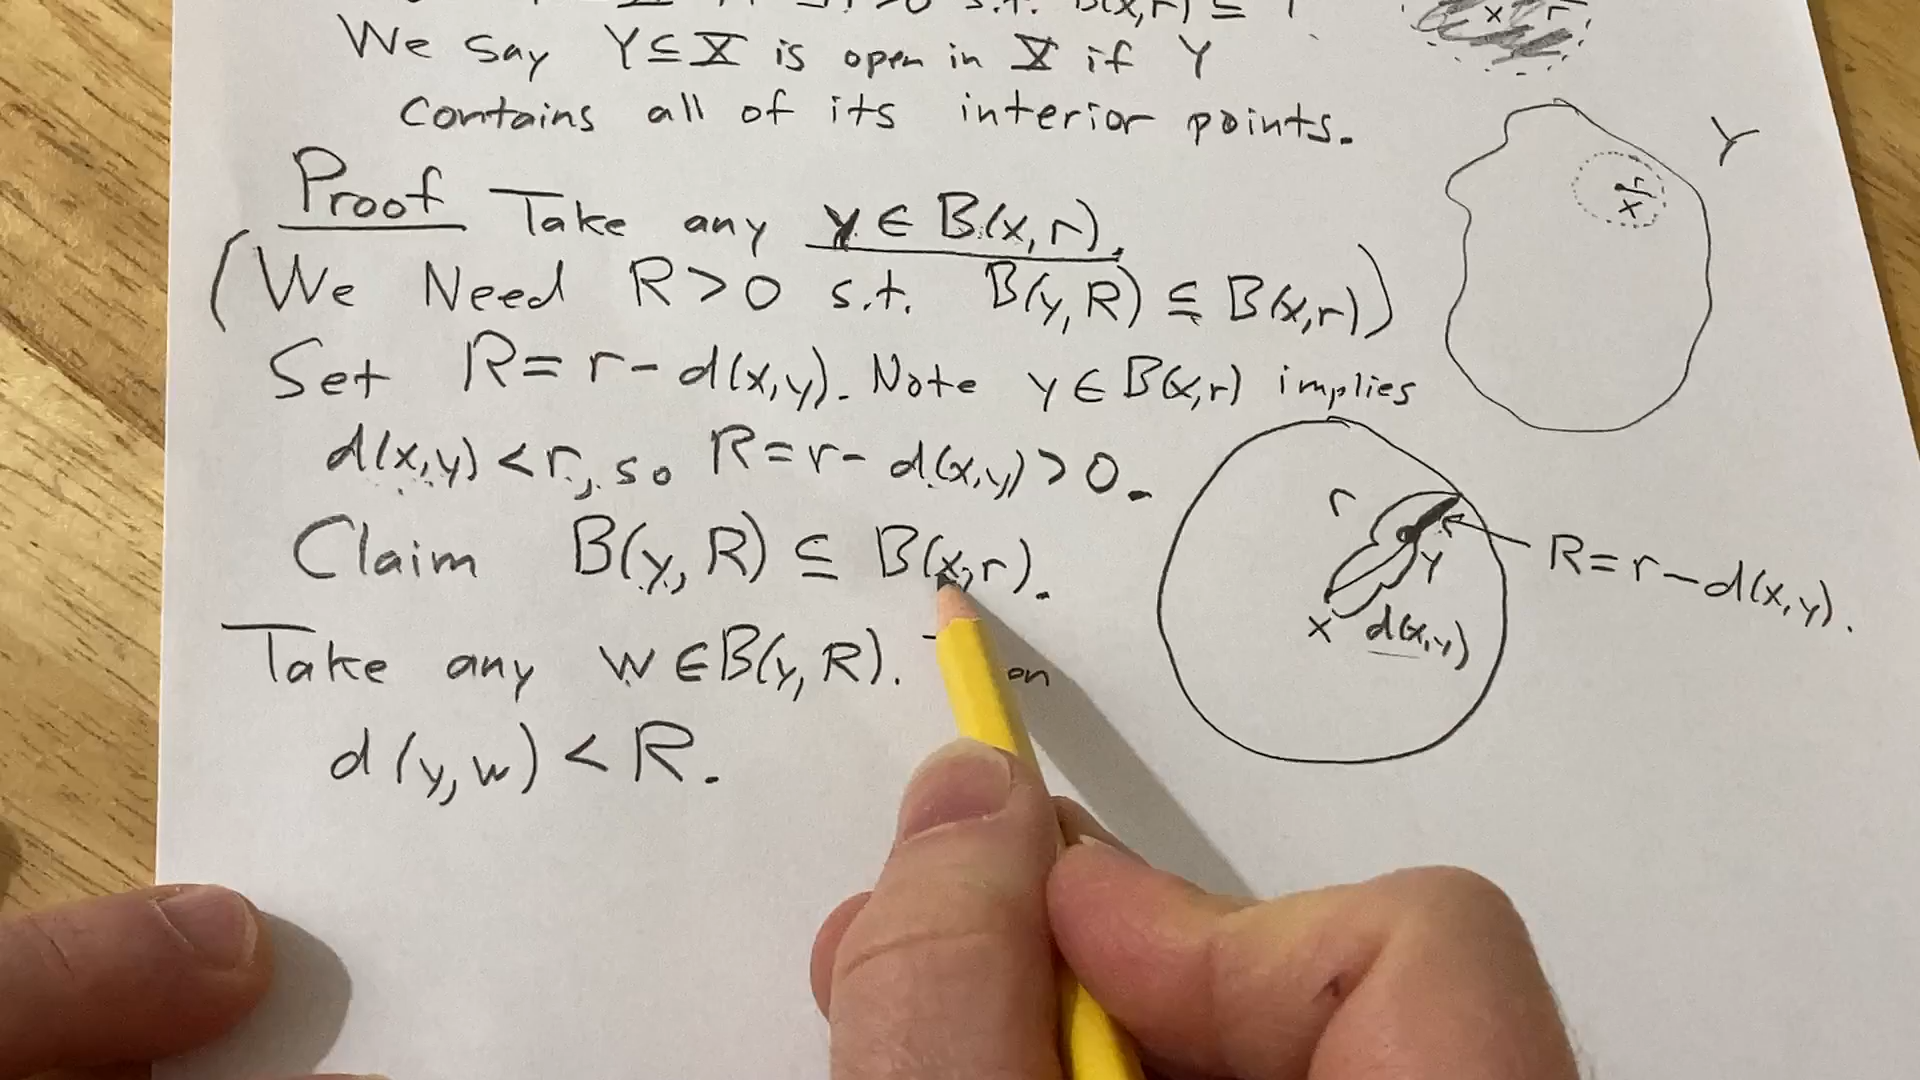 s.t. B(x,r) ⊆ Y
We Say Y⊆X is open in X if Y
contains all of its interior points.
Proof Take any y∈B(x,r).
(We Need R>0 s.t. B(y,R) ⊆ B(x,r))
Set R=r-d(x,y). Note y∈B(x,r) implies
d(x,y)<r, so R=r-d(x,y)>0.
Claim B(y,R) ⊆ B(x,r).
Take any w∈B(y,R).
d(y,w)<R.
x r
Y
r
x
r
y
x d(x,y)
R=r-d(x,y).